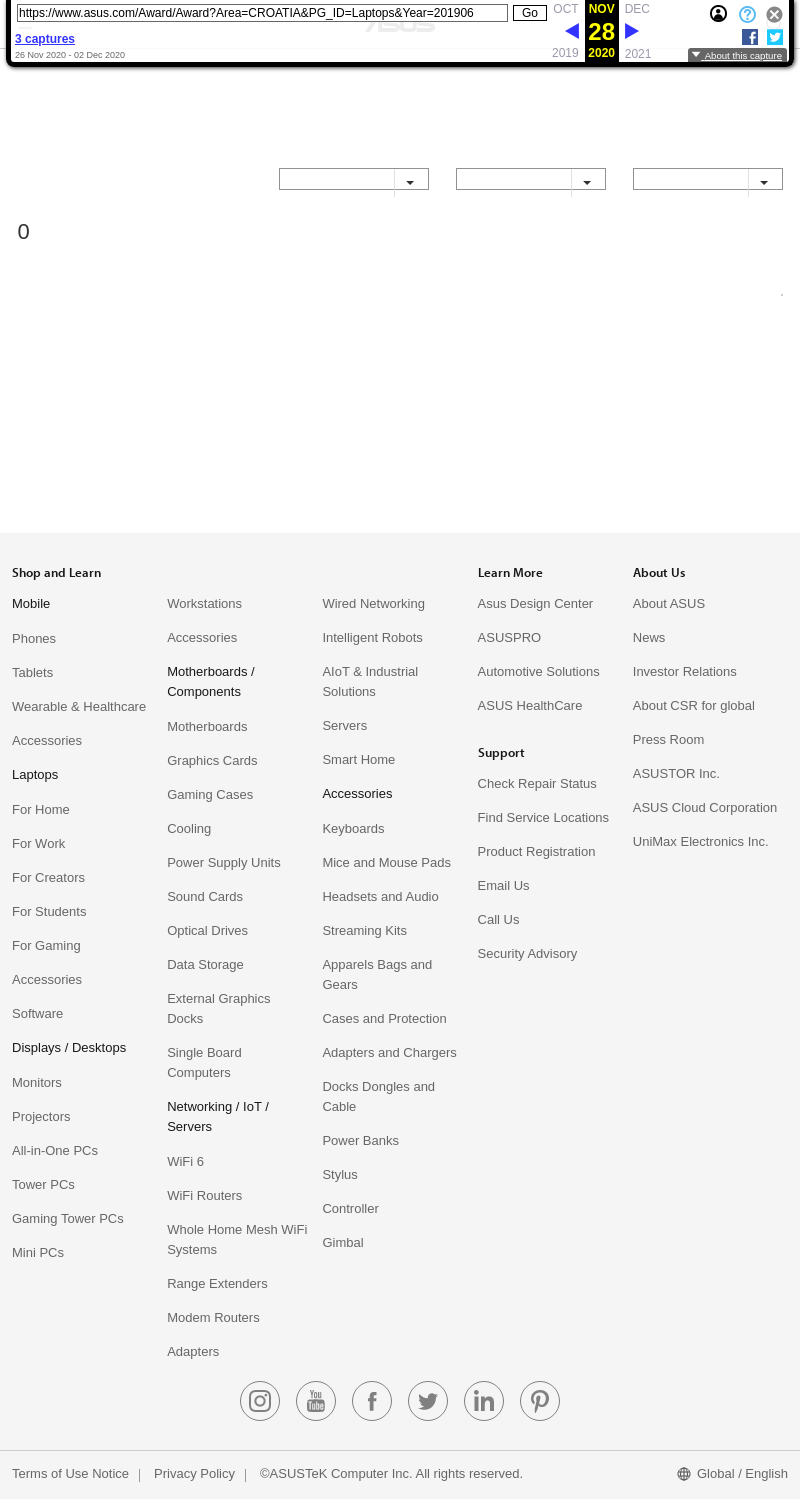 https://www.asus.com/Award/Award?Area=CROATIA&PG_ID=Laptops&Year=201906
Go
OCT NOV DEC
28
2019 2020 2021
3 captures
26 Nov 2020 - 02 Dec 2020
About this capture
ASUS
0
Shop and Learn
Mobile
Phones
Tablets
Wearable & Healthcare
Accessories
Laptops
For Home
For Work
For Creators
For Students
For Gaming
Accessories
Software
Displays / Desktops
Monitors
Projectors
All-in-One PCs
Tower PCs
Gaming Tower PCs
Mini PCs
Workstations
Accessories
Motherboards /
Components
Motherboards
Graphics Cards
Gaming Cases
Cooling
Power Supply Units
Sound Cards
Optical Drives
Data Storage
External Graphics
Docks
Single Board
Computers
Networking / IoT /
Servers
WiFi 6
WiFi Routers
Whole Home Mesh WiFi
Systems
Range Extenders
Modem Routers
Adapters
Wired Networking
Intelligent Robots
AIoT & Industrial
Solutions
Servers
Smart Home
Accessories
Keyboards
Mice and Mouse Pads
Headsets and Audio
Streaming Kits
Apparels Bags and
Gears
Cases and Protection
Adapters and Chargers
Docks Dongles and
Cable
Power Banks
Stylus
Controller
Gimbal
Learn More
Asus Design Center
ASUSPRO
Automotive Solutions
ASUS HealthCare
Support
Check Repair Status
Find Service Locations
Product Registration
Email Us
Call Us
Security Advisory
About Us
About ASUS
News
Investor Relations
About CSR for global
Press Room
ASUSTOR Inc.
ASUS Cloud Corporation
UniMax Electronics Inc.
You
Tube
Terms of Use Notice | Privacy Policy | ©ASUSTeK Computer Inc. All rights reserved.
Global / English